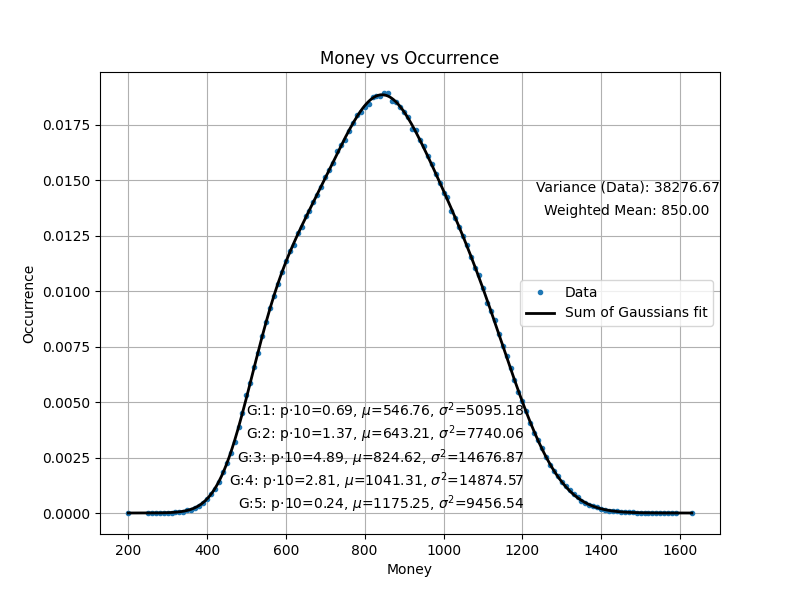 Money vs Occurrence
Occurrence
0.0175
0.0150
0.0125
0.0100
0.0075
0.0050
0.0025
0.0000
Variance (Data): 38276.67
Weighted Mean: 850.00
Data
Sum of Gaussians fit
G:1: p·10=0.69, μ=546.76, σ²=5095.18
G:2: p·10=1.37, μ=643.21, σ²=7740.06
G:3: p·10=4.89, μ=824.62, σ²=14676.87
G:4: p·10=2.81, μ=1041.31, σ²=14874.57
G:5: p·10=0.24, μ=1175.25, σ²=9456.54
200 400 600 800 1000 1200 1400 1600
Money